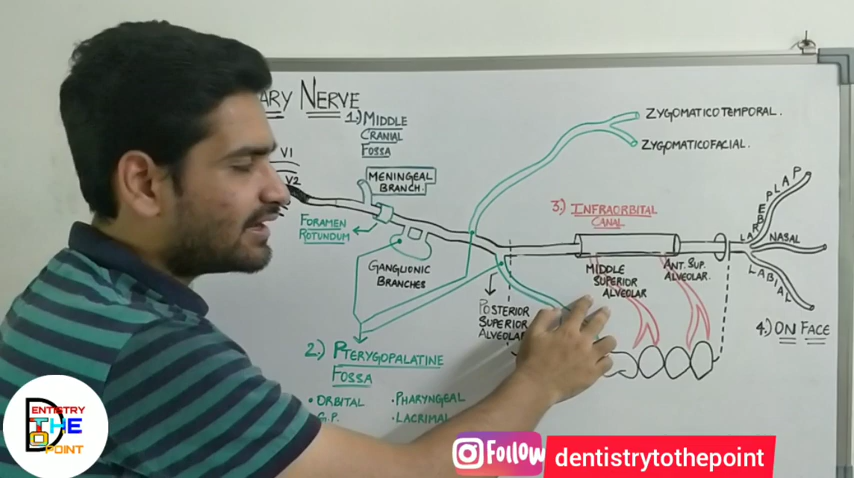 ARY NERVE
1.) MIDDLE
CRANIAL
FOSSA
V1
V2
MENINGEAL
BRANCH.
FORAMEN
ROTUNDUM
GANGLIONIC
BRANCHES
ZYGOMATICOTEMPORAL.
ZYGOMATICOFACIAL.
3.) INFRAORBITAL
CANAL
MIDDLE
SUPERIOR
ALVEOLAR
ANT. SUP.
ALVEOLAR.
PALPEBRAL
NASAL
LABIAL
4.) ON FACE
POSTERIOR
SUPERIOR
ALVEOLAR
2.) PTERYGOPALATINE
FOSSA
• ORBITAL
• PHARYNGEAL
G.P.
• LACRIMAL
DENTISTRY
THE
TO
POINT
Follow
dentistrytothepoint